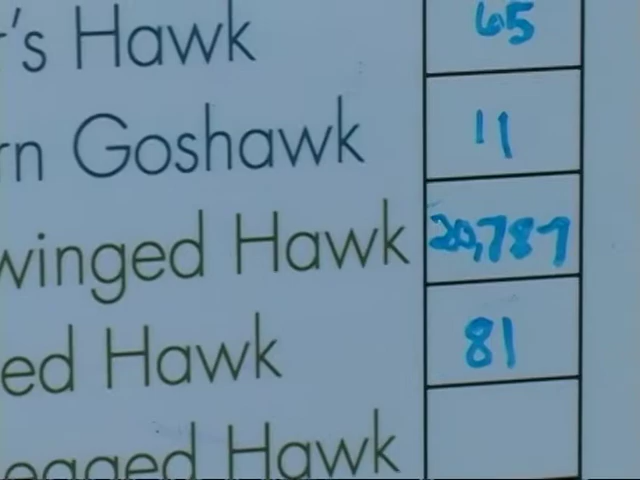 's Hawk 65
rn Goshawk 11
winged Hawk 20,787
ed Hawk 81
egged Hawk